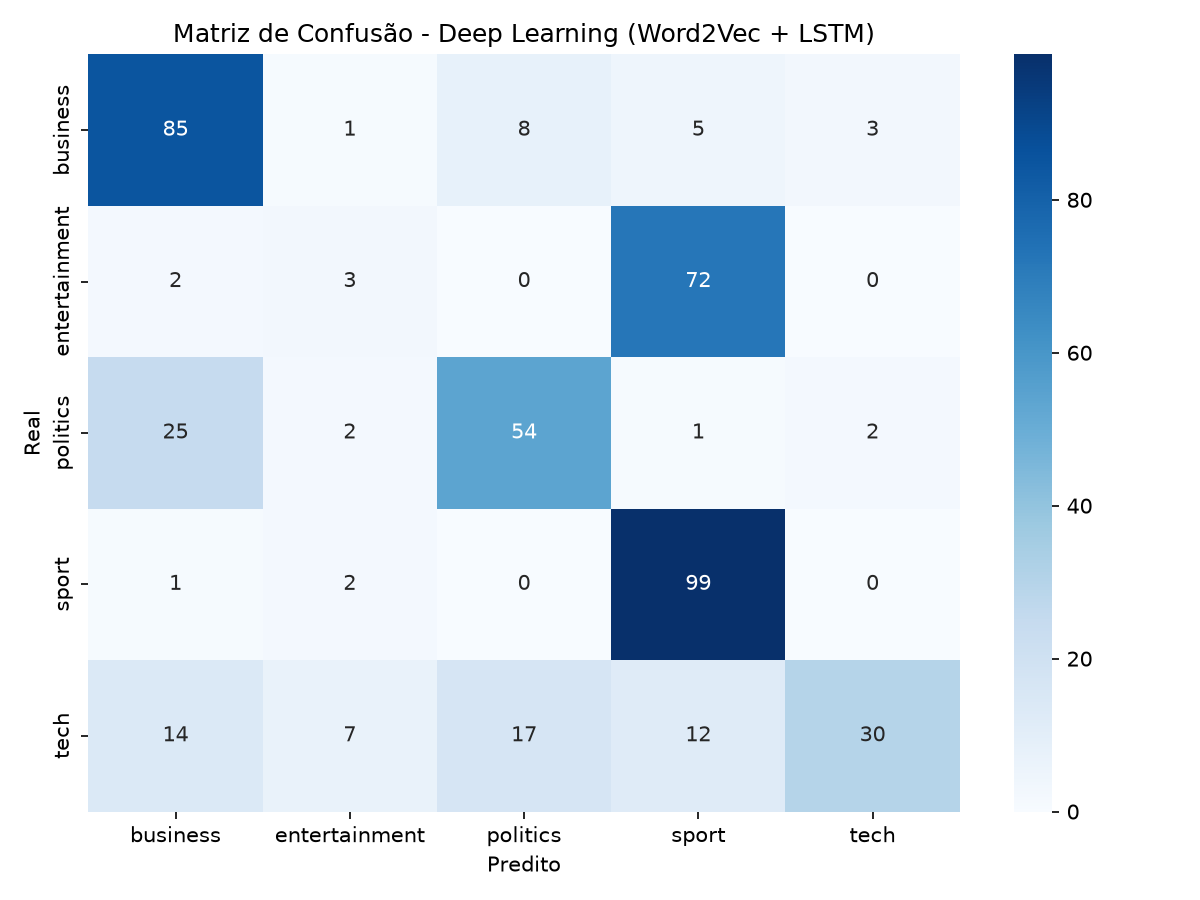 Matriz de Confusão - Deep Learning (Word2Vec + LSTM)
business
85 1 8 5 3
entertainment
2 3 0 72 0
Real
politics
25 2 54 1 2
sport
1 2 0 99 0
tech
14 7 17 12 30
business entertainment politics sport tech
Predito
80
60
40
20
0